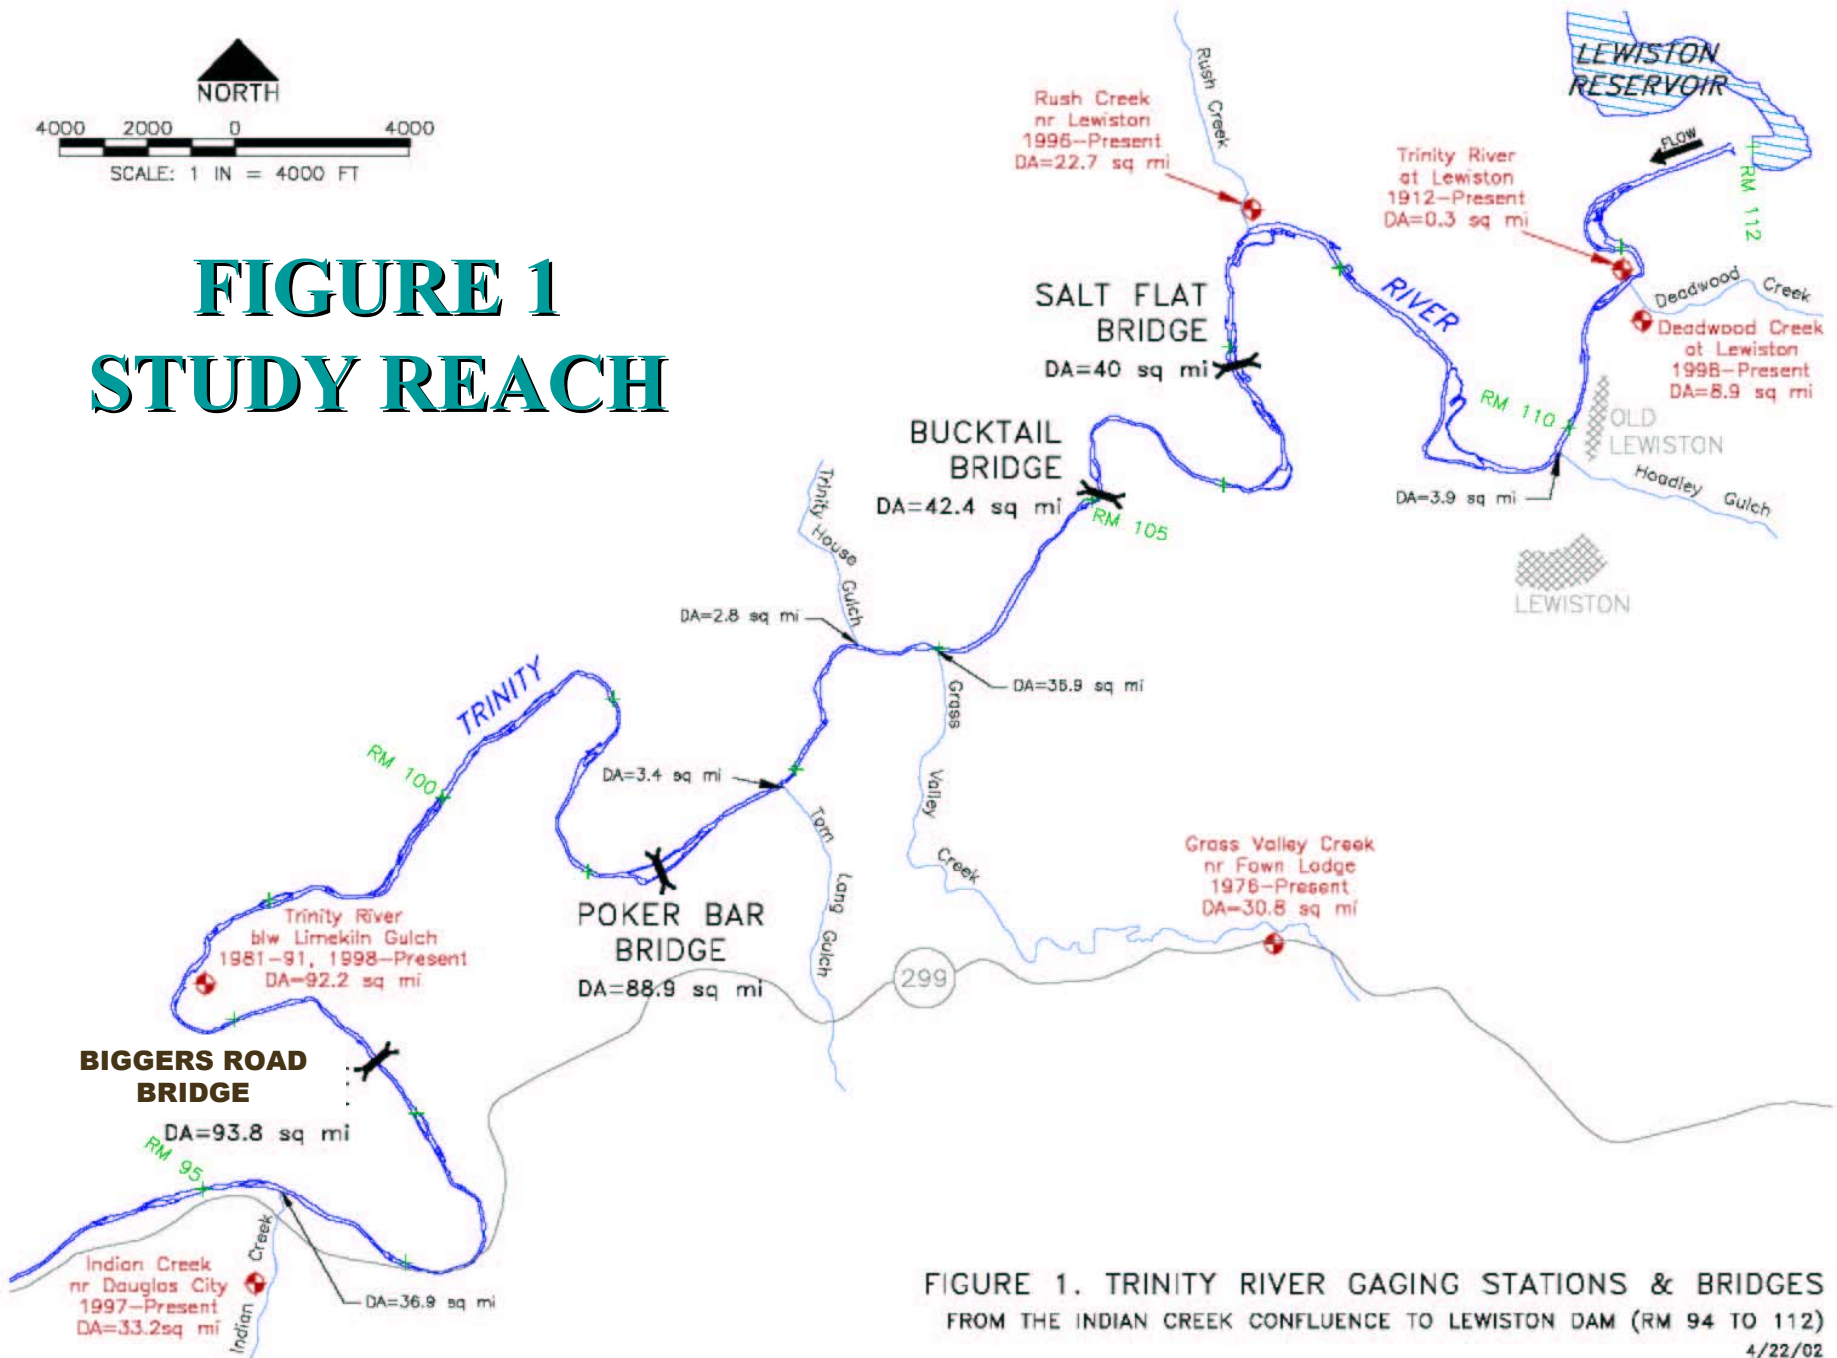 NORTH
4000 2000 0 4000
SCALE: 1 IN = 4000 FT
FIGURE 1
STUDY REACH
LEWISTON
RESERVOIR
FLOW
RM 112
Rush Creek
Rush Creek
nr Lewiston
1996-Present
DA=22.7 sq mi
Trinity River
at Lewiston
1912-Present
DA=0.3 sq mi
Deadwood Creek
Deadwood Creek
at Lewiston
1998-Present
DA=8.9 sq mi
SALT FLAT
BRIDGE
DA=40 sq mi
RIVER
RM 110
OLD
LEWISTON
Hoadley Gulch
DA=3.9 sq mi
LEWISTON
BUCKTAIL
BRIDGE
DA=42.4 sq mi
RM 105
Trinity House Gulch
DA=2.8 sq mi
DA=36.9 sq mi
Grass Valley Creek
TRINITY
RM 100
DA=3.4 sq mi
Tom Lang Gulch
Grass Valley Creek
nr Fawn Lodge
1976-Present
DA=30.8 sq mi
POKER BAR
BRIDGE
DA=88.9 sq mi
299
Trinity River
blw Limekiln Gulch
1981-91, 1998-Present
DA=92.2 sq mi
BIGGERS ROAD
BRIDGE
DA=93.8 sq mi
RM 95
Indian Creek
Indian Creek
nr Douglas City
1997-Present
DA=33.2sq mi
DA=36.9 sq mi
FIGURE 1. TRINITY RIVER GAGING STATIONS & BRIDGES
FROM THE INDIAN CREEK CONFLUENCE TO LEWISTON DAM (RM 94 TO 112)
4/22/02